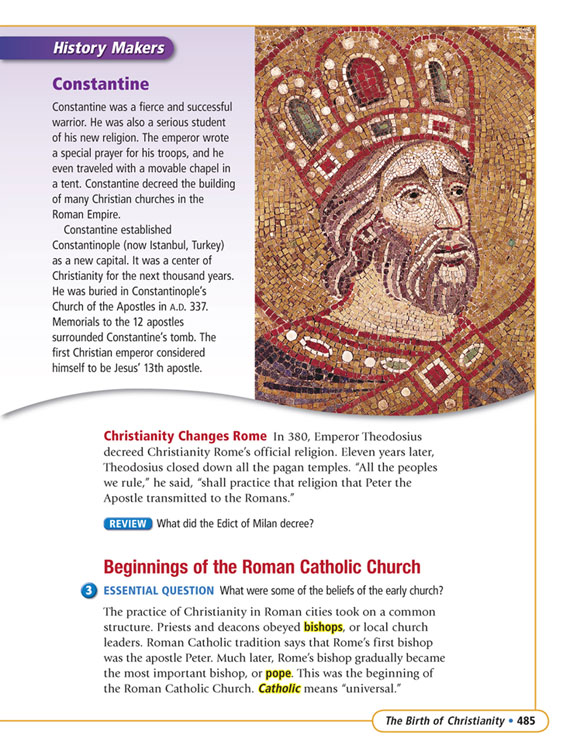 History Makers
Constantine
Constantine was a fierce and successful
warrior. He was also a serious student
of his new religion. The emperor wrote
a special prayer for his troops, and he
even traveled with a movable chapel in
a tent. Constantine decreed the building
of many Christian churches in the
Roman Empire.
Constantine established
Constantinople (now Istanbul, Turkey)
as a new capital. It was a center of
Christianity for the next thousand years.
He was buried in Constantinople’s
Church of the Apostles in A.D. 337.
Memorials to the 12 apostles
surrounded Constantine’s tomb. The
first Christian emperor considered
himself to be Jesus’ 13th apostle.
Christianity Changes Rome In 380, Emperor Theodosius
decreed Christianity Rome’s official religion. Eleven years later,
Theodosius closed down all the pagan temples. “All the peoples
we rule,” he said, “shall practice that religion that Peter the
Apostle transmitted to the Romans.”
REVIEW What did the Edict of Milan decree?
Beginnings of the Roman Catholic Church
3 ESSENTIAL QUESTION What were some of the beliefs of the early church?
The practice of Christianity in Roman cities took on a common
structure. Priests and deacons obeyed bishops, or local church
leaders. Roman Catholic tradition says that Rome’s first bishop
was the apostle Peter. Much later, Rome’s bishop gradually became
the most important bishop, or pope. This was the beginning of
the Roman Catholic Church. Catholic means “universal.”
The Birth of Christianity • 485